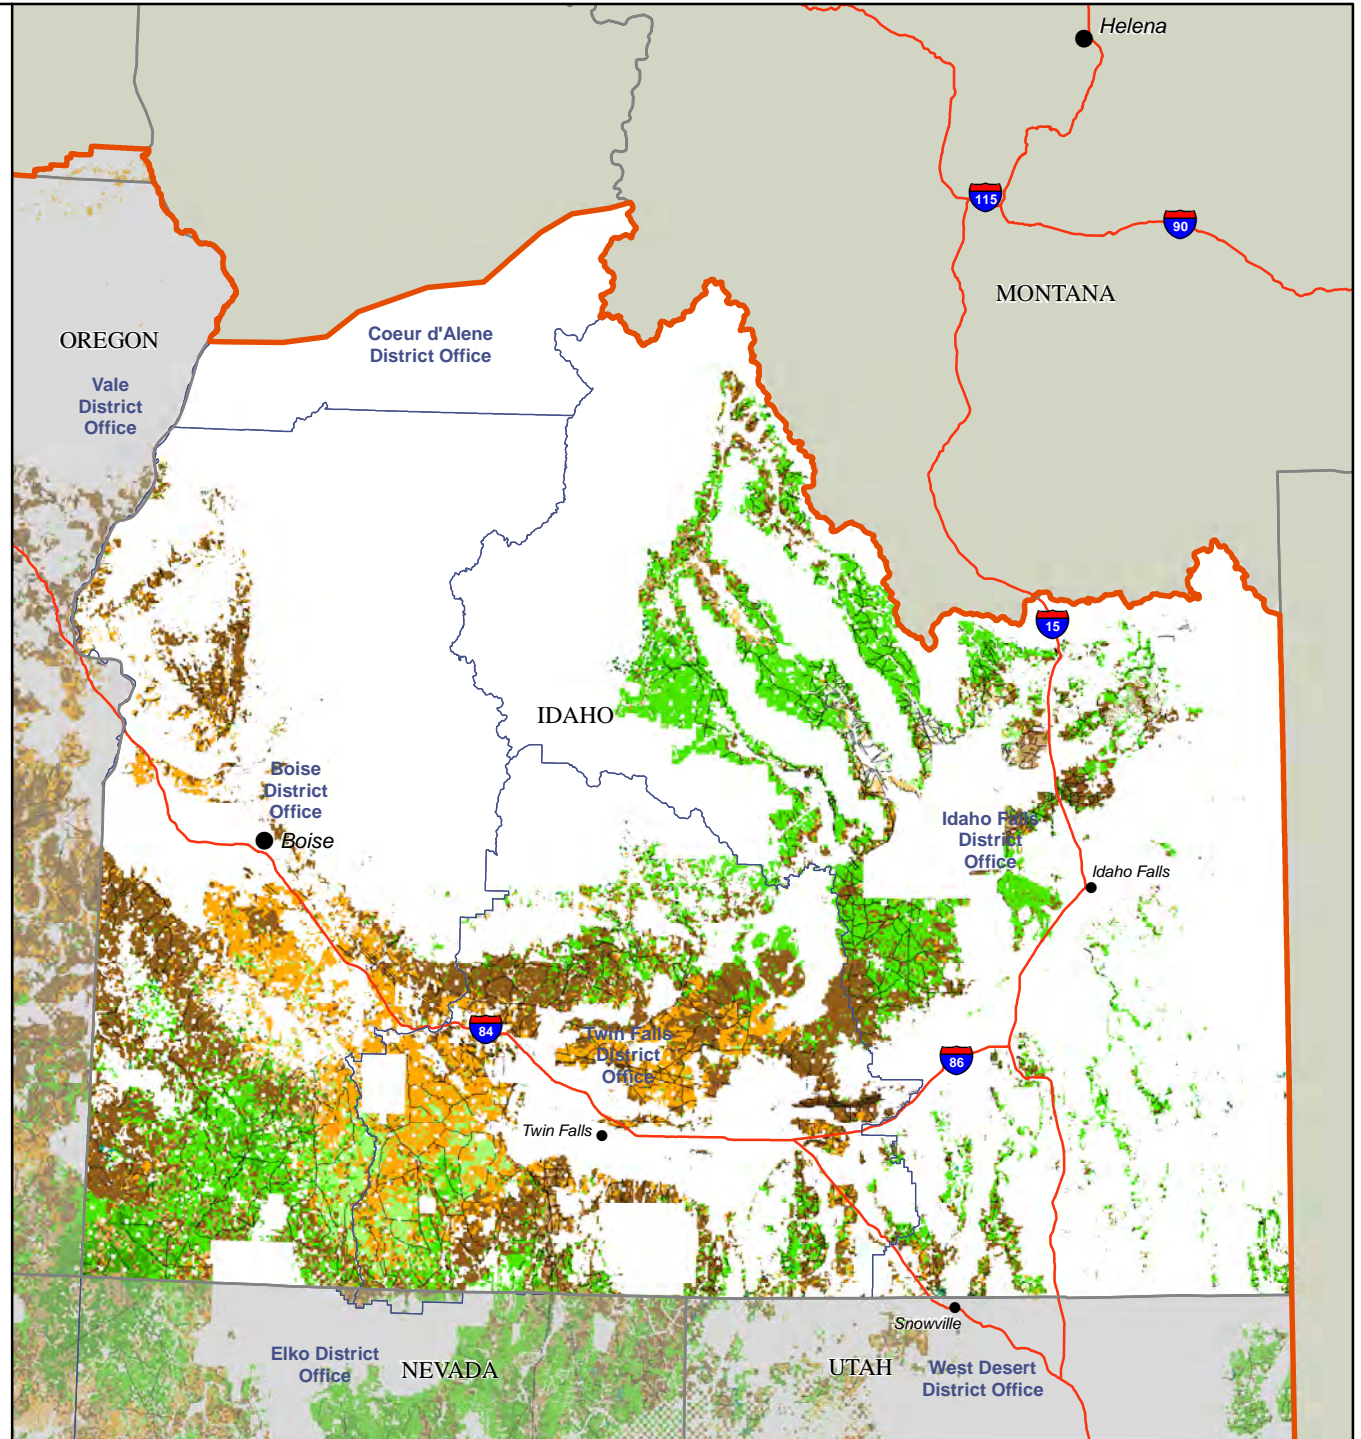 Helena
115
90
MONTANA
OREGON
Coeur d'Alene
District Office
Vale
District
Office
15
IDAHO
Boise
District
Office
Boise
Idaho Falls
District
Office
Idaho Falls
84
Twin Falls
District
Office
86
Twin Falls
Snowville
Elko District
Office
NEVADA
UTAH
West Desert
District Office